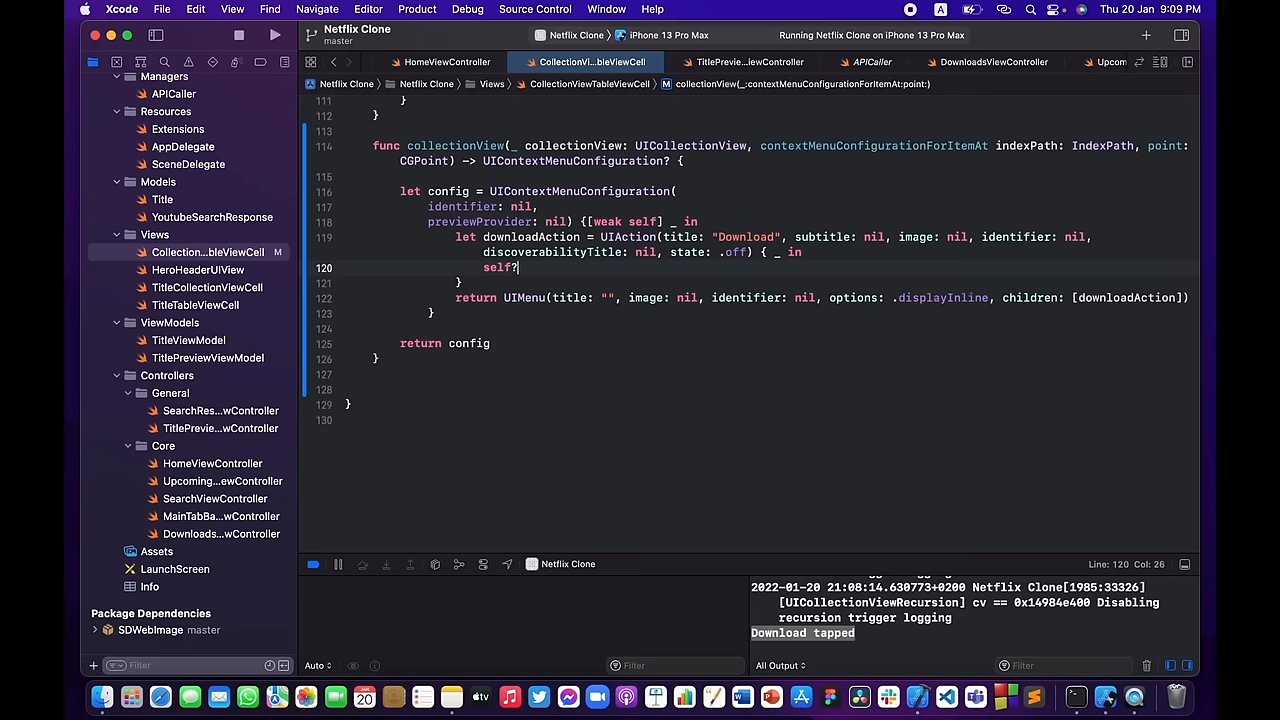 Xcode File Edit View Find Navigate Editor Product Debug Source Control Window Help
A Thu 20 Jan 9:09 PM
Netflix Clone
master
Netflix Clone 〉 iPhone 13 Pro Max
Running Netflix Clone on iPhone 13 Pro Max
HomeViewController CollectionVi...bleViewCell TitlePrevie...iewController APICaller DownloadsViewController Upcom
Netflix Clone 〉 Netflix Clone 〉 Views 〉 CollectionViewTableViewCell 〉 M collectionView(_:contextMenuConfigurationForItemAt:point:)
Managers
APICaller
Resources
Extensions
AppDelegate
SceneDelegate
Models
Title
YoutubeSearchResponse
Views
Collection...bleViewCell M
HeroHeaderUIView
TitleCollectionViewCell
TitleTableViewCell
ViewModels
TitleViewModel
TitlePreviewViewModel
Controllers
General
SearchRes...wController
TitlePrevie...wController
Core
HomeViewController
Upcoming...ewController
SearchViewController
MainTabBa...wController
Downloads...wController
Assets
LaunchScreen
Info
Package Dependencies
SDWebImage master
Filter
111 }
112 }
113
114 func collectionView(_ collectionView: UICollectionView, contextMenuConfigurationForItemAt indexPath: IndexPath, point:
CGPoint) -> UIContextMenuConfiguration? {
115
116 let config = UIContextMenuConfiguration(
117 identifier: nil,
118 previewProvider: nil) {[weak self] _ in
119 let downloadAction = UIAction(title: "Download", subtitle: nil, image: nil, identifier: nil,
discoverabilityTitle: nil, state: .off) { _ in
120 self?
121 }
122 return UIMenu(title: "", image: nil, identifier: nil, options: .displayInline, children: [downloadAction])
123 }
124
125 return config
126 }
127
128
129 }
130
Netflix Clone
Line: 120 Col: 26
2022-01-20 21:08:14.630773+0200 Netflix Clone[1985:33326]
[UICollectionViewRecursion] cv == 0x14984e400 Disabling
recursion trigger logging
Download tapped
Auto
Filter
All Output
Filter
JAN
20
tv